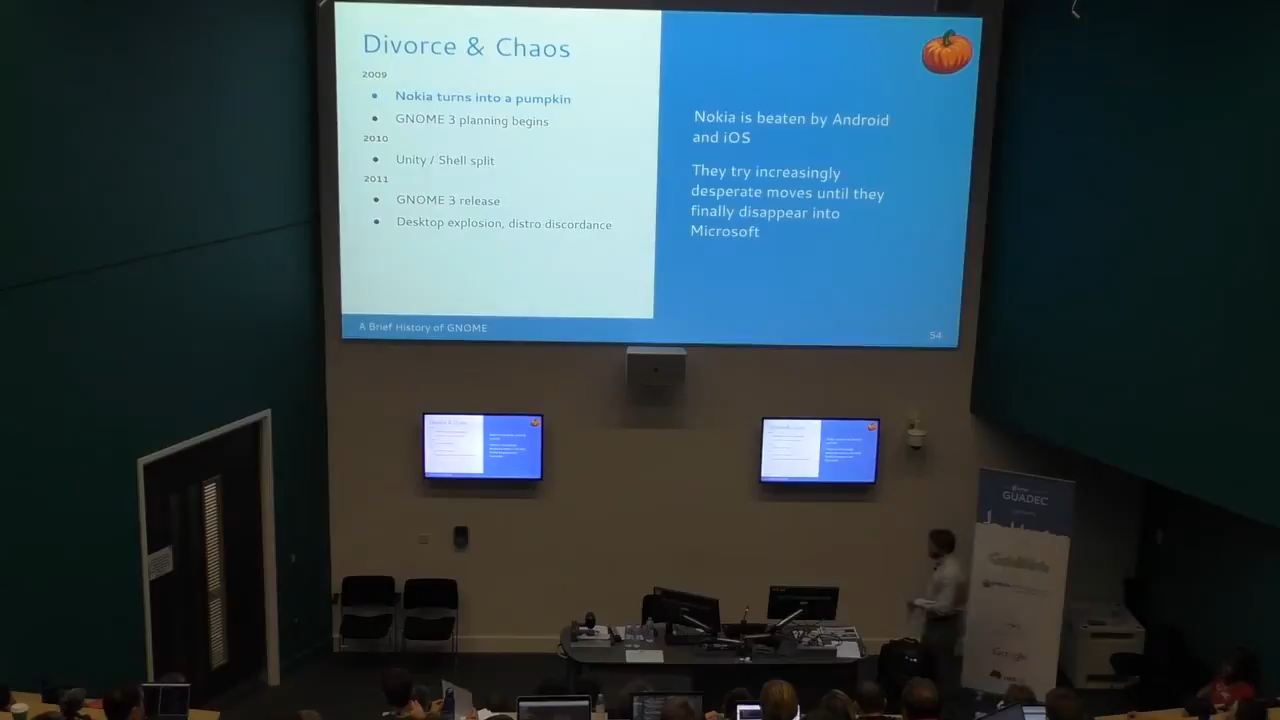 Divorce & Chaos
2009
• Nokia turns into a pumpkin
• GNOME 3 planning begins
2010
• Unity / Shell split
2011
• GNOME 3 release
• Desktop explosion, distro discordance
Nokia is beaten by Android
and iOS
They try increasingly
desperate moves until they
finally disappear into
Microsoft
A Brief History of GNOME
54
GUADEC
Google